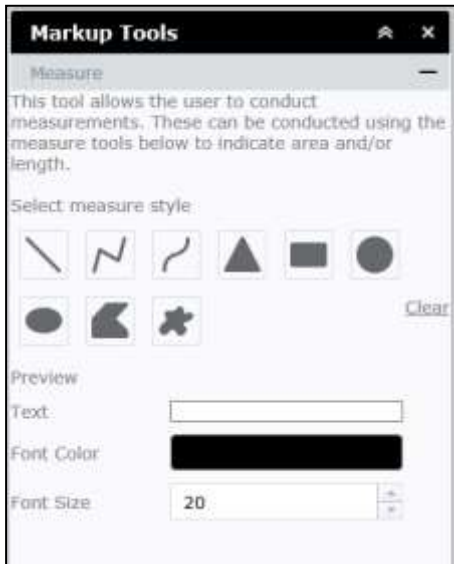 Markup Tools
Measure
This tool allows the user to conduct
measurements. These can be conducted using the
measure tools below to indicate area and/or
length.
Select measure style
Clear
Preview
Text
Font Color
Font Size 20